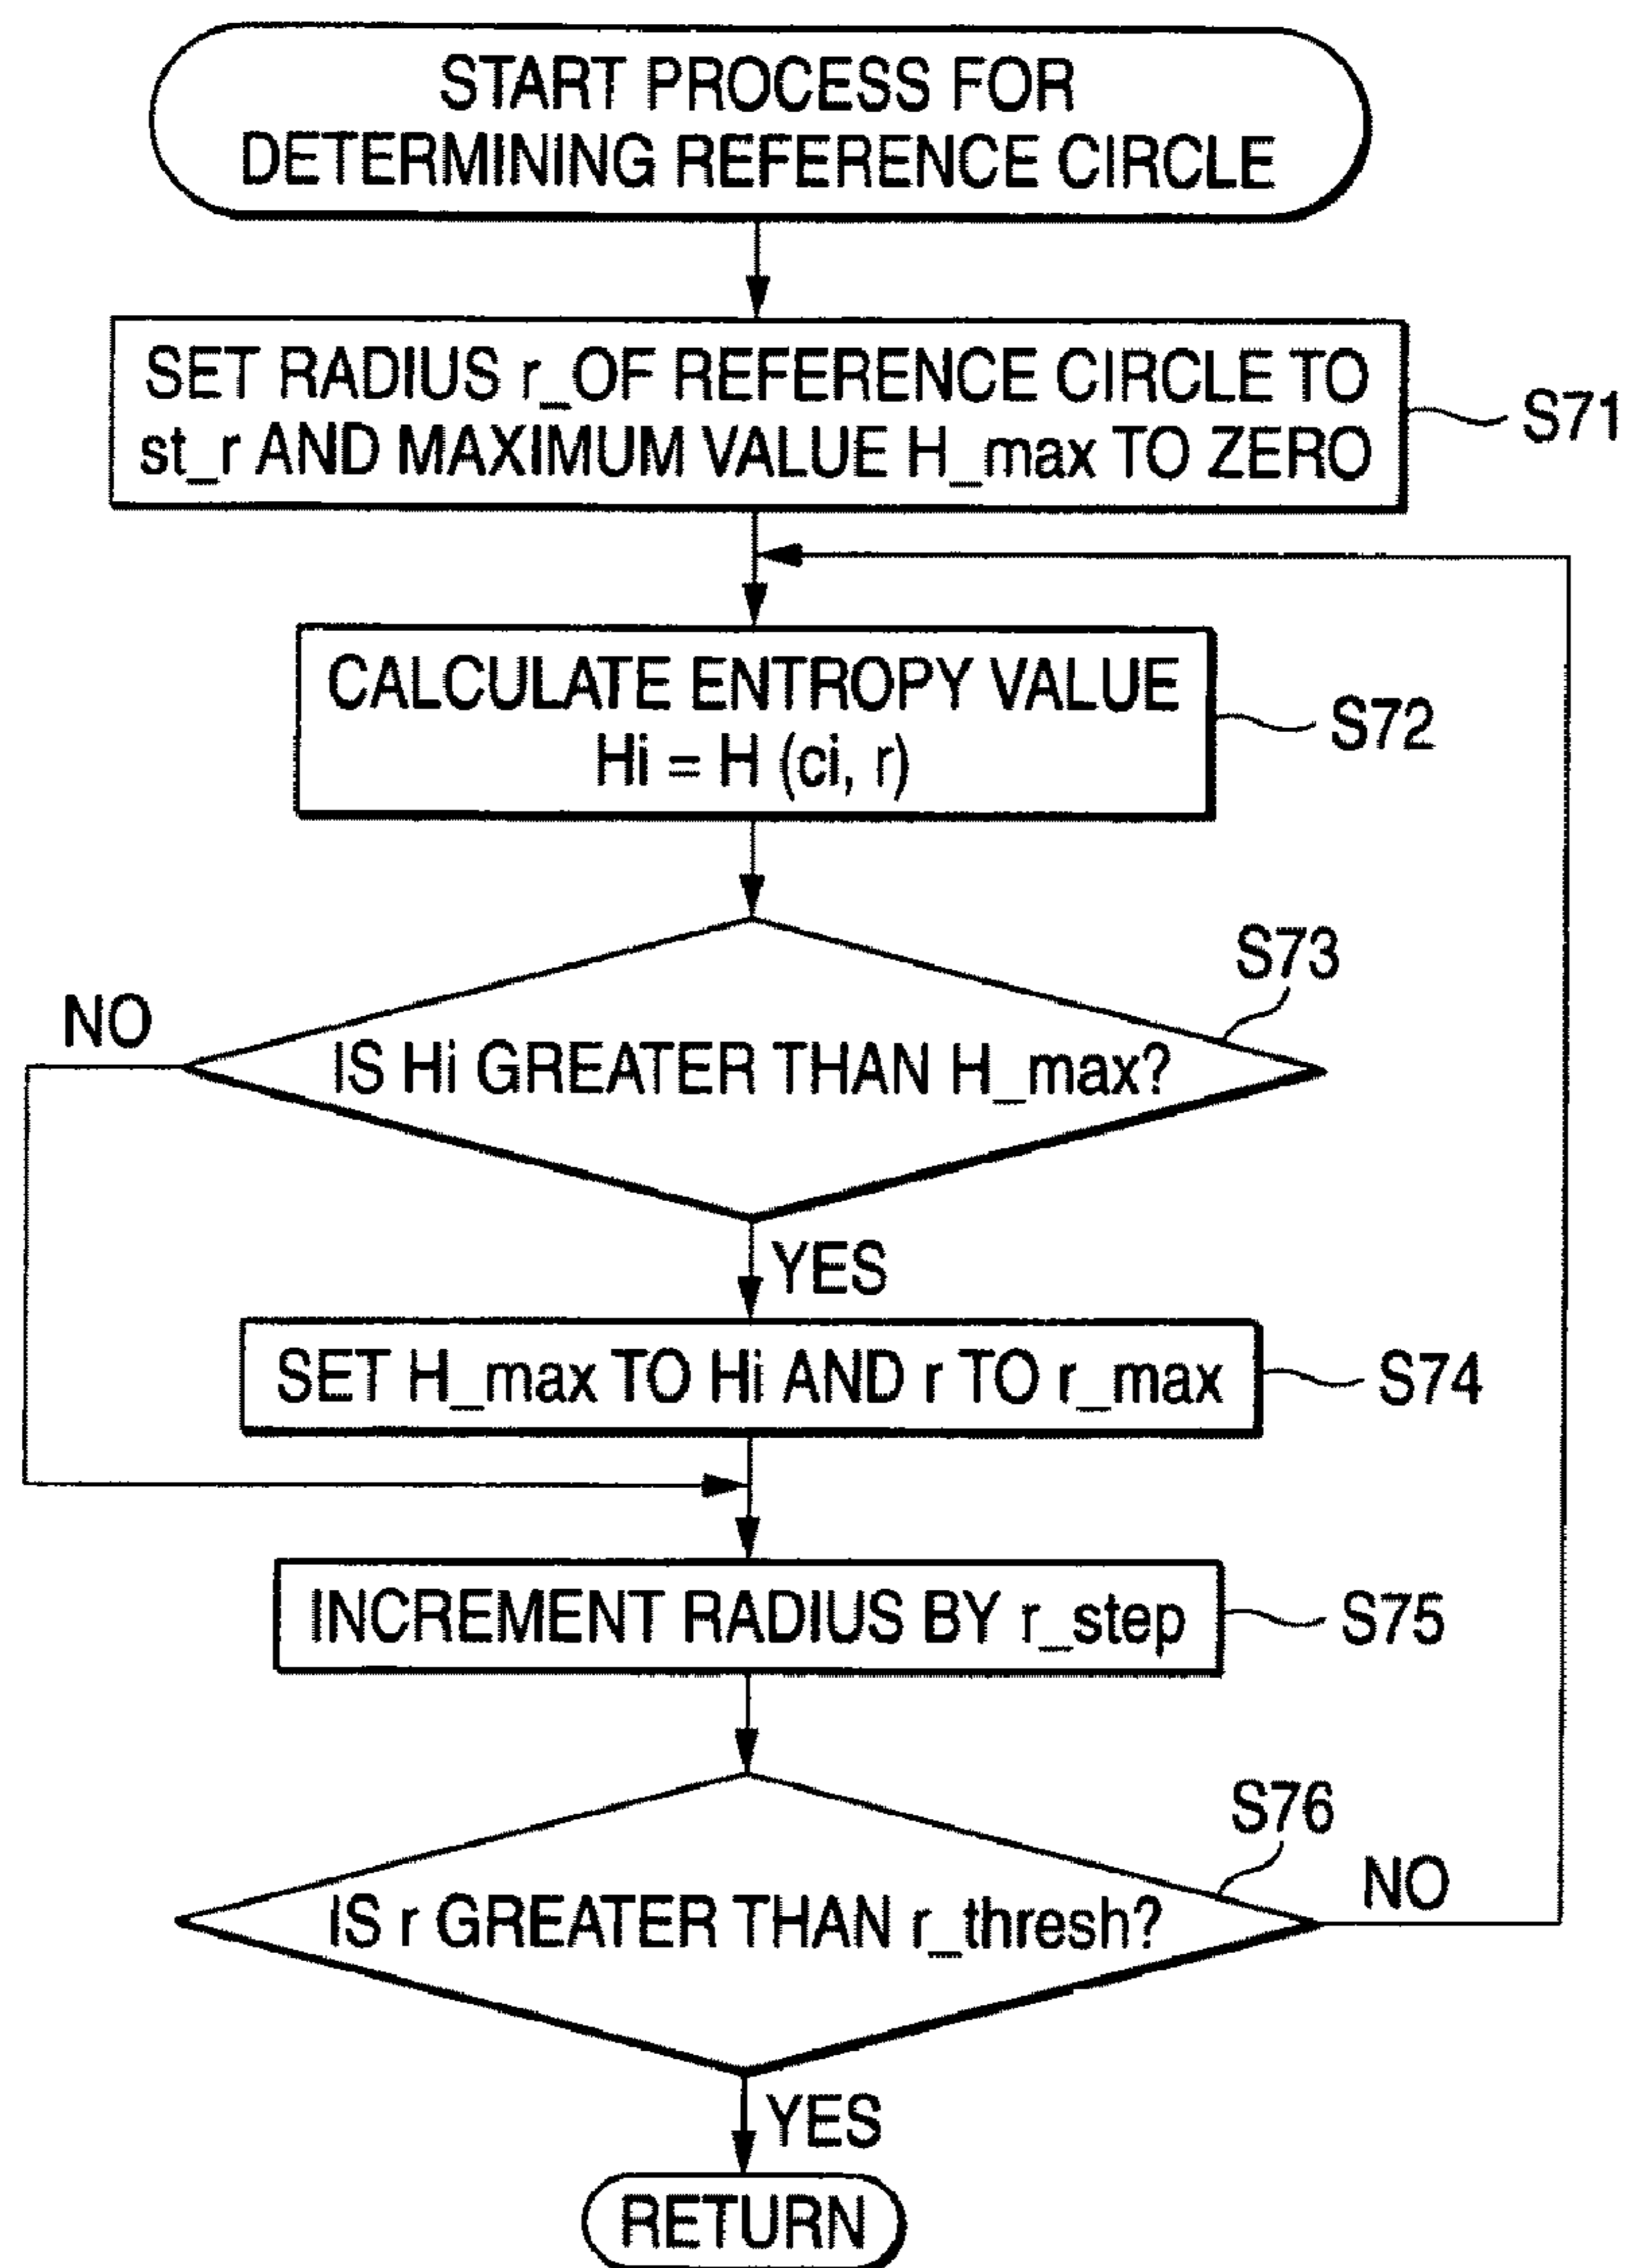 START PROCESS FOR
DETERMINING REFERENCE CIRCLE
SET RADIUS r_OF REFERENCE CIRCLE TO
st_r AND MAXIMUM VALUE H_max TO ZERO
S71
CALCULATE ENTROPY VALUE
Hi = H (ci, r)
S72
S73
NO
IS Hi GREATER THAN H_max?
YES
SET H_max TO Hi AND r TO r_max
S74
INCREMENT RADIUS BY r_step
S75
S76
IS r GREATER THAN r_thresh?
NO
YES
RETURN